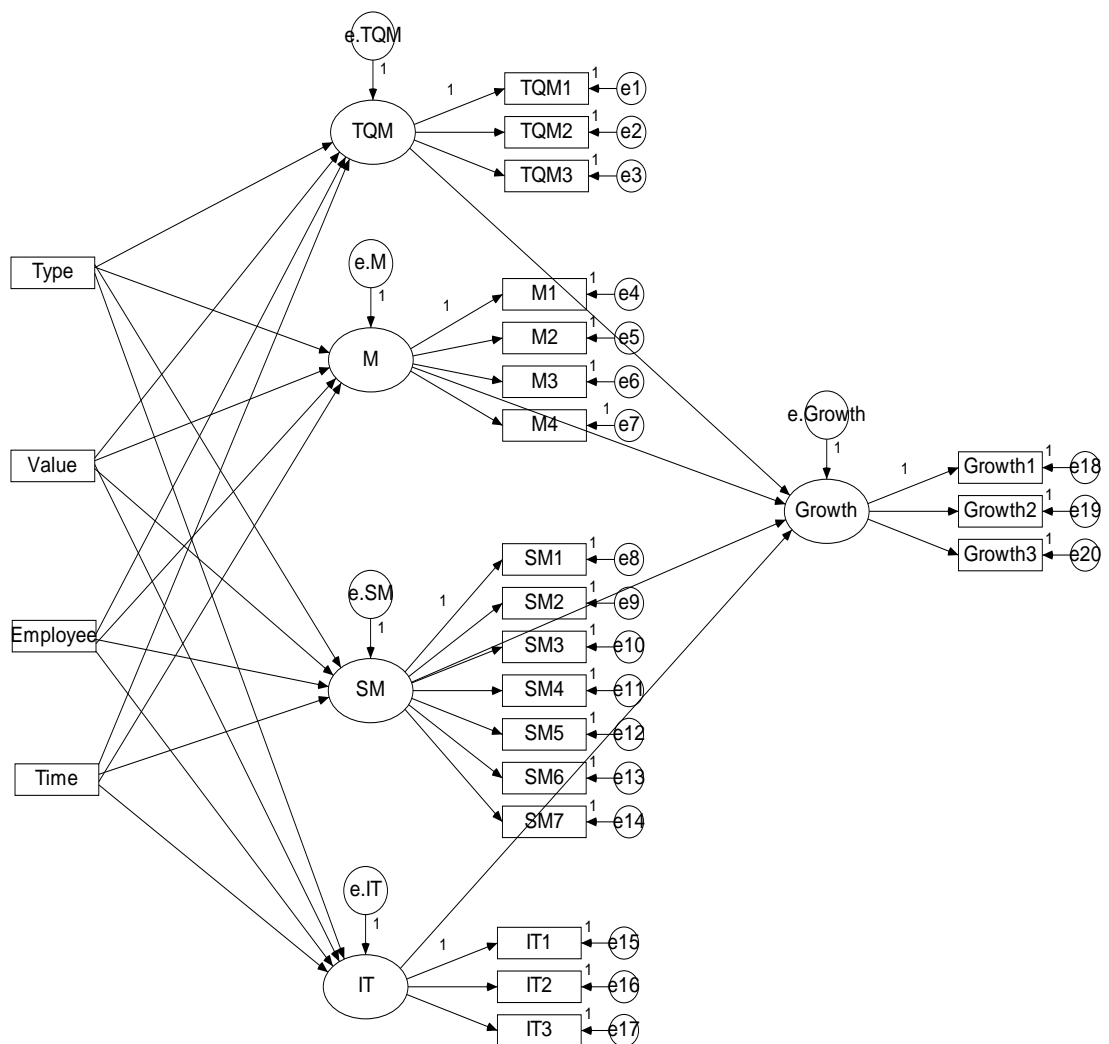 e.TQM
1
TQM
1
TQM1
1
e1
TQM2
1
e2
TQM3
1
e3
Type
e.M
1
M
1
M1
1
e4
M2
1
e5
M3
1
e6
M4
1
e7
Value
e.Growth
1
Growth
1
Growth1
1
e18
Growth2
1
e19
Growth3
1
e20
Employee
e.SM
1
SM
1
SM1
1
e8
SM2
1
e9
SM3
1
e10
SM4
1
e11
SM5
1
e12
SM6
1
e13
SM7
1
e14
Time
e.IT
1
IT
1
IT1
1
e15
IT2
1
e16
IT3
1
e17